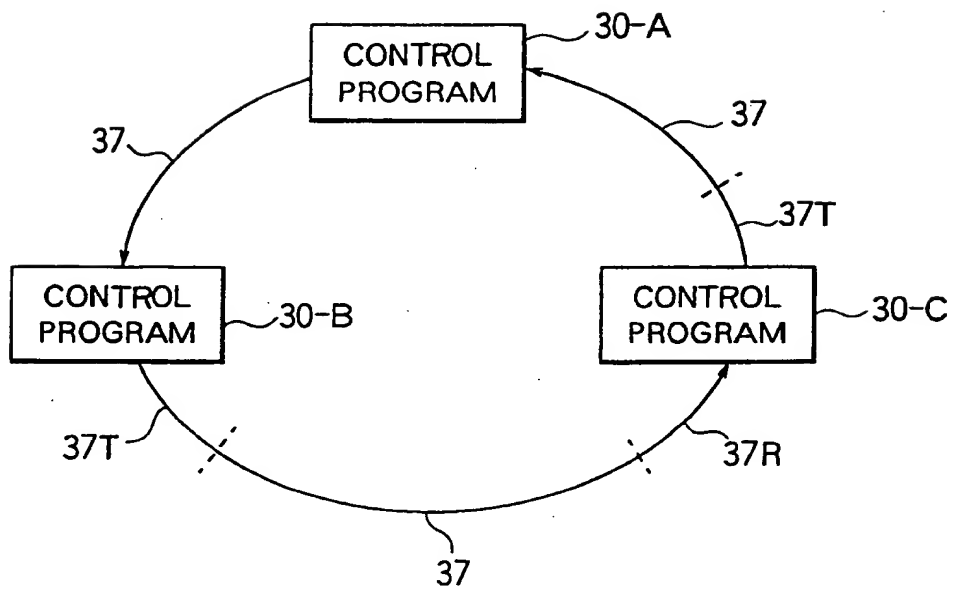 CONTROL
PROGRAM
30-A
37
37
37T
CONTROL
PROGRAM
30-B
CONTROL
PROGRAM
30-C
37T
37R
37